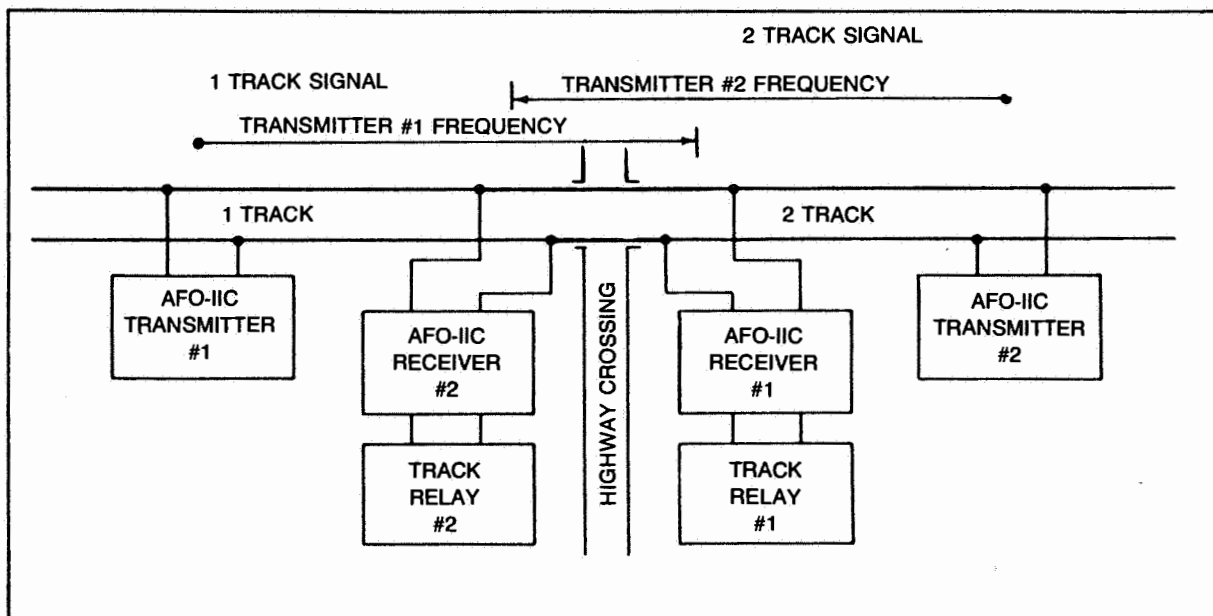 2 TRACK SIGNAL
1 TRACK SIGNAL
TRANSMITTER #2 FREQUENCY
TRANSMITTER #1 FREQUENCY
1 TRACK
2 TRACK
AFO-IIC
TRANSMITTER
#1
AFO-IIC
RECEIVER
#2
TRACK
RELAY
#2
HIGHWAY CROSSING
AFO-IIC
RECEIVER
#1
TRACK
RELAY
#1
AFO-IIC
TRANSMITTER
#2